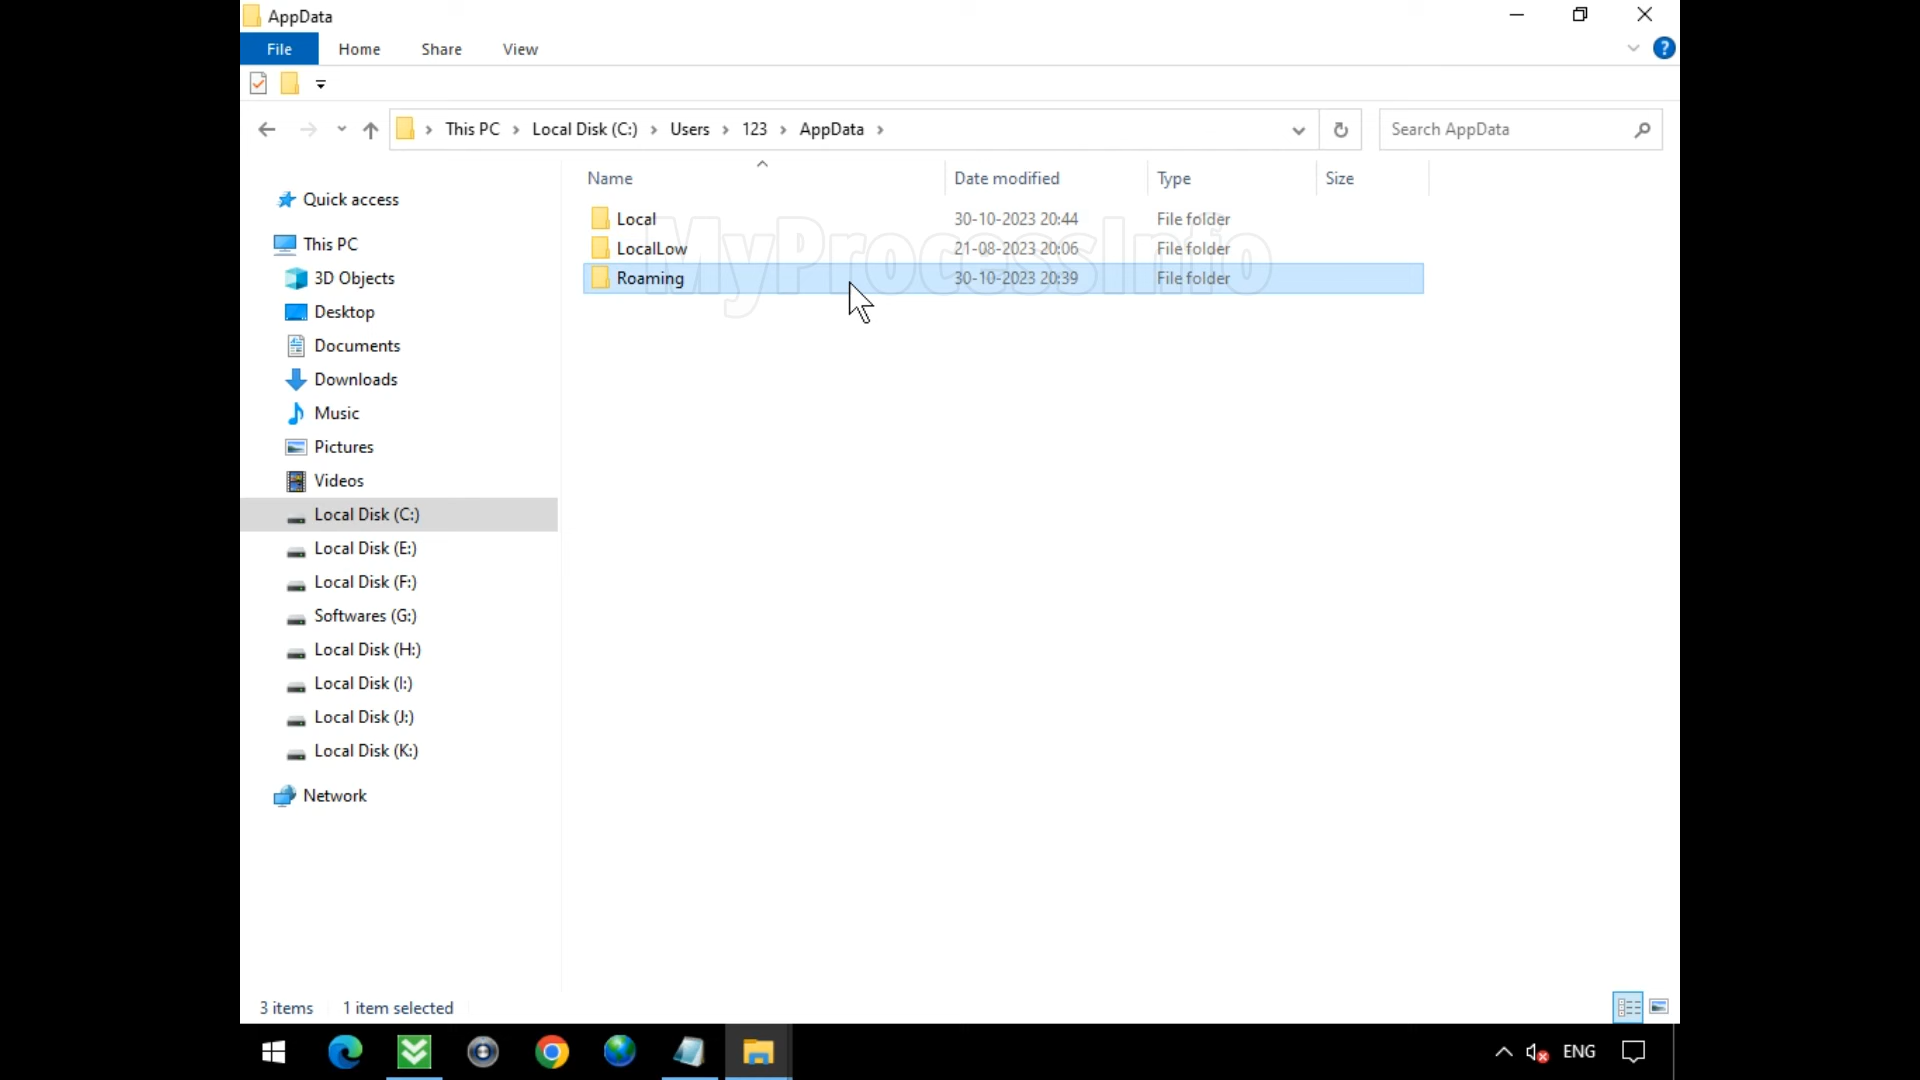 AppData
File Home Share View
?
This PC Local Disk (C:) Users 123 AppData
Search AppData
Name Date modified Type Size
Quick access
This PC
3D Objects
Desktop
Documents
Downloads
Music
Pictures
Videos
Local Disk (C:)
Local Disk (E:)
Local Disk (F:)
Softwares (G:)
Local Disk (H:)
Local Disk (I:)
Local Disk (J:)
Local Disk (K:)
Network
Local 30-10-2023 20:44 File folder
LocalLow 21-08-2023 20:06 File folder
Roaming 30-10-2023 20:39 File folder
MyProcessInfo
3 items 1 item selected
ENG